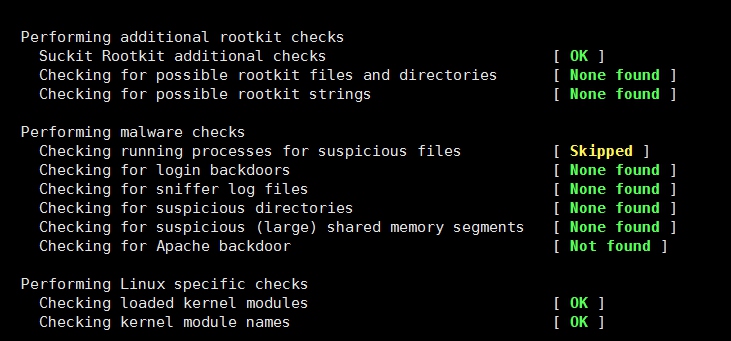 Performing additional rootkit checks
Suckit Rootkit additional checks [ OK ]
Checking for possible rootkit files and directories [ None found ]
Checking for possible rootkit strings [ None found ]
Performing malware checks
Checking running processes for suspicious files [ Skipped ]
Checking for login backdoors [ None found ]
Checking for sniffer log files [ None found ]
Checking for suspicious directories [ None found ]
Checking for suspicious (large) shared memory segments [ None found ]
Checking for Apache backdoor [ Not found ]
Performing Linux specific checks
Checking loaded kernel modules [ OK ]
Checking kernel module names [ OK ]